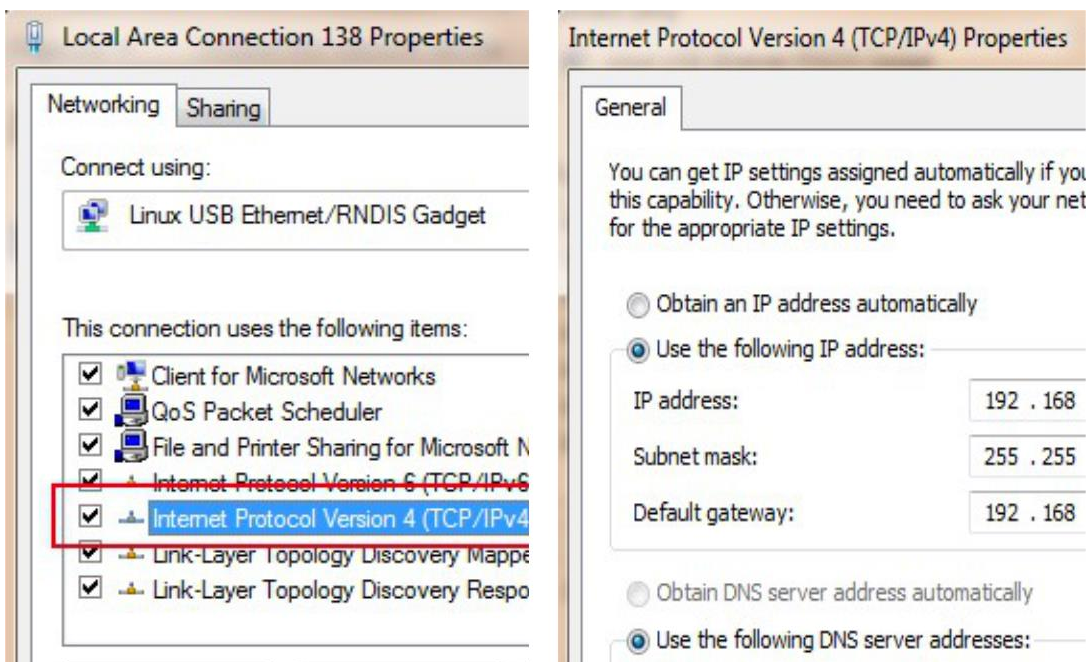 Local Area Connection 138 Properties
Networking
Sharing
Connect using:
Linux USB Ethernet/RNDIS Gadget
This connection uses the following items:
Client for Microsoft Networks
QoS Packet Scheduler
File and Printer Sharing for Microsoft N
Internet Protocol Version 6 (TCP/IPv6
Internet Protocol Version 4 (TCP/IPv4
Link-Layer Topology Discovery Mappe
Link-Layer Topology Discovery Respo
Internet Protocol Version 4 (TCP/IPv4) Properties
General
You can get IP settings assigned automatically if you
this capability. Otherwise, you need to ask your net
for the appropriate IP settings.
Obtain an IP address automatically
Use the following IP address:
IP address: 192 . 168
Subnet mask: 255 . 255
Default gateway: 192 . 168
Obtain DNS server address automatically
Use the following DNS server addresses: